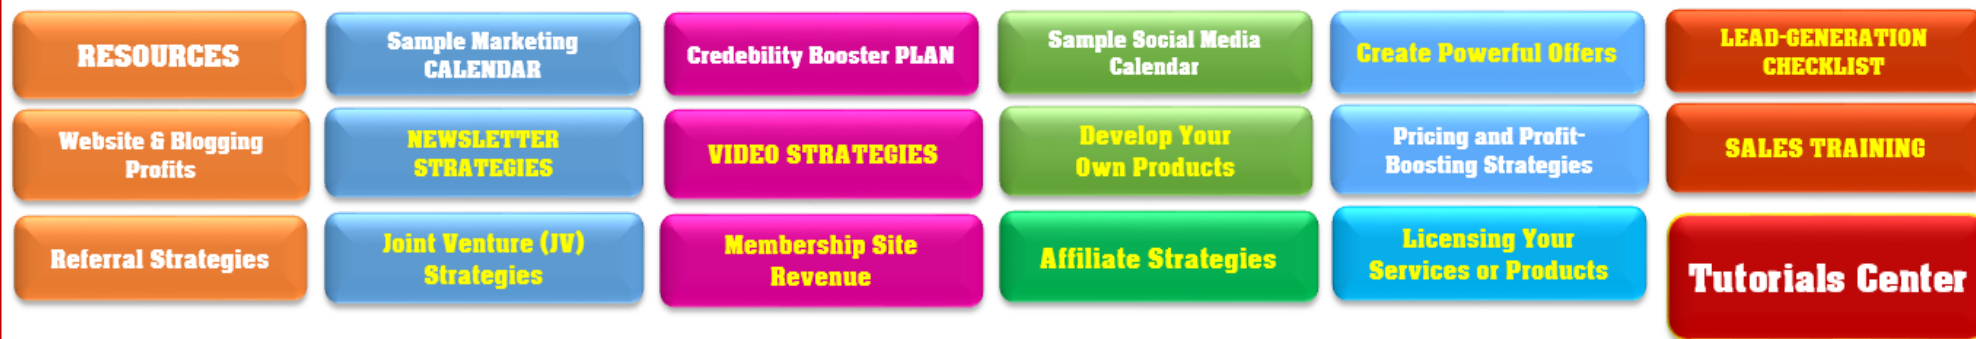 RESOURCES
Sample Marketing
CALENDAR
Credebility Booster PLAN
Sample Social Media
Calendar
Create Powerful Offers
LEAD-GENERATION
CHECKLIST
Website & Blogging
Profits
NEWSLETTER
STRATEGIES
VIDEO STRATEGIES
Develop Your
Own Products
Pricing and Profit-
Boosting Strategies
SALES TRAINING
Referral Strategies
Joint Venture (JV)
Strategies
Membership Site
Revenue
Affiliate Strategies
Licensing Your
Services or Products
Tutorials Center